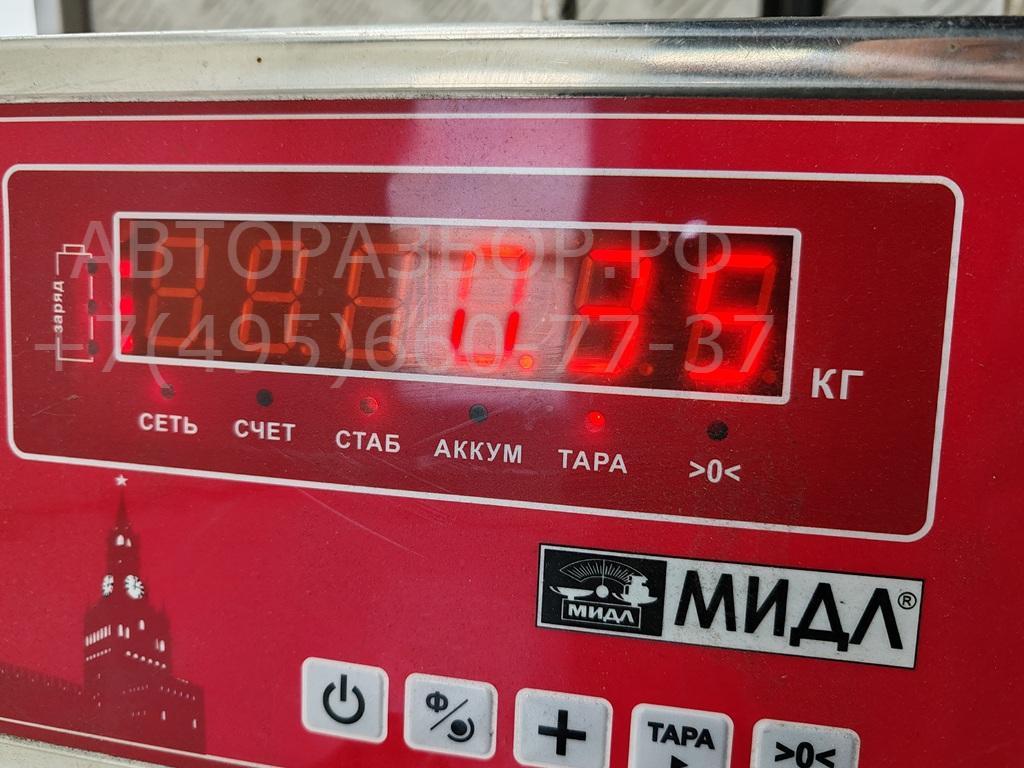 АВТОРАЗБОР.РФ
заряд
0.35
+7(495)660-77-37
КГ
СЕТЬ СЧЕТ СТАБ АККУМ ТАРА >0<
МИДЛ МИДЛ®
Ф/ + ТАРА >0<